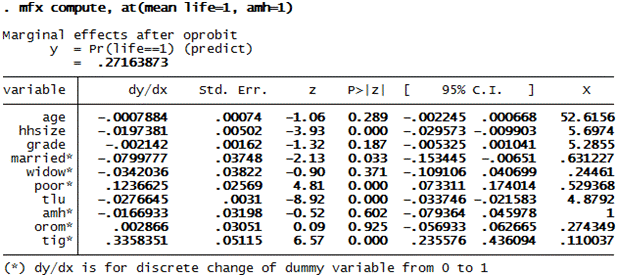 . mfx compute, at(mean life=1, amh=1)
Marginal effects after oprobit
y = Pr(life==1) (predict)
= .27163873
variable dy/dx Std. Err. z P>|z| [ 95% C.I. ] X
age -.0007884 .00074 -1.06 0.289 -.002245 .000668 52.6156
hhsize -.0197381 .00502 -3.93 0.000 -.029573 -.009903 5.6974
grade -.002142 .00162 -1.32 0.187 -.005325 .001041 5.2855
married* -.0799777 .03748 -2.13 0.033 -.153445 -.00651 .631227
widow* -.0342036 .03822 -0.90 0.371 -.109106 .040699 .24461
poor* .1236625 .02569 4.81 0.000 .073311 .174014 .529368
tlu -.0276645 .0031 -8.92 0.000 -.033746 -.021583 4.8792
amh* -.0166933 .03198 -0.52 0.602 -.079364 .045978 1
orom* .002866 .03051 0.09 0.925 -.056933 .062665 .274349
tig* .3358351 .05115 6.57 0.000 .235576 .436094 .110037
(*) dy/dx is for discrete change of dummy variable from 0 to 1